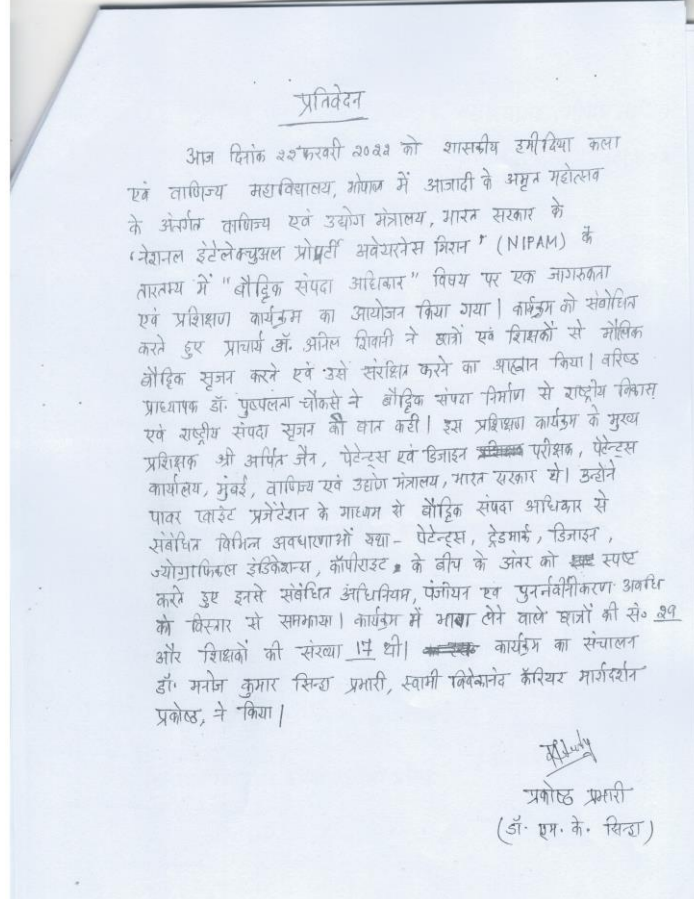 प्रतिवेदन
आज दिनांक २२ फरवरी २०२२ को शासकीय हमीदिया कला
एवं वाणिज्य महाविद्यालय, भोपाल में आजादी के अमृत महोत्सव
के अंतर्गत वाणिज्य एवं उद्योग मंत्रालय, भारत सरकार के
'नेशनल इंटेलेक्चुअल प्रोपर्टी अवेयरनेस मिशन' (NIPAM) के
तारतम्य में "बौद्धिक संपदा अधिकार" विषय पर एक जागरूकता
एवं प्रशिक्षण कार्यक्रम का आयोजन किया गया। कार्यक्रम को संबोधित
करते हुए प्राचार्य डॉ. अनिल शिवानी ने छात्रों एवं शिक्षकों से मौलिक
बौद्धिक सृजन करने एवं उसे संरक्षित करने का आह्वान किया। वरिष्ठ
प्राध्यापक डॉ. पुष्पलता चौकसे ने बौद्धिक संपदा निर्माण से राष्ट्रीय विकास
एवं राष्ट्रीय संपदा सृजन की बात कही। इस प्रशिक्षण कार्यक्रम के मुख्य
प्रशिक्षक श्री अर्पित जैन, पेटेन्ट्स एवं डिजाइन परीक्षक, पेटेन्ट्स
कार्यालय, मुंबई, वाणिज्य एवं उद्योग मंत्रालय, भारत सरकार थे। उन्होंने
पावर प्वाइंट प्रजेंटेशन के माध्यम से बौद्धिक संपदा अधिकार से
संबंधित विभिन्न अवधारणाओं यथा- पेटेन्ट्स, ट्रेडमार्क, डिजाइन,
ज्योग्राफिकल इंडिकेशन्स, कॉपीराइट के बीच के अंतर को स्पष्ट
करते हुए इनसे संबंधित अधिनियम, पंजीयन एवं पुनर्नवीनीकरण अवधि
को विस्तार से समझाया। कार्यक्रम में भाग लेने वाले छात्रों की सं० 29
और शिक्षकों की संख्या 17 थी। कार्यक्रम का संचालन
डॉ. मनोज कुमार सिन्हा प्रभारी, स्वामी विवेकानंद कॅरियर मार्गदर्शन
प्रकोष्ठ, ने किया।
प्रकोष्ठ प्रभारी
(डॉ. एम. के. सिन्हा)